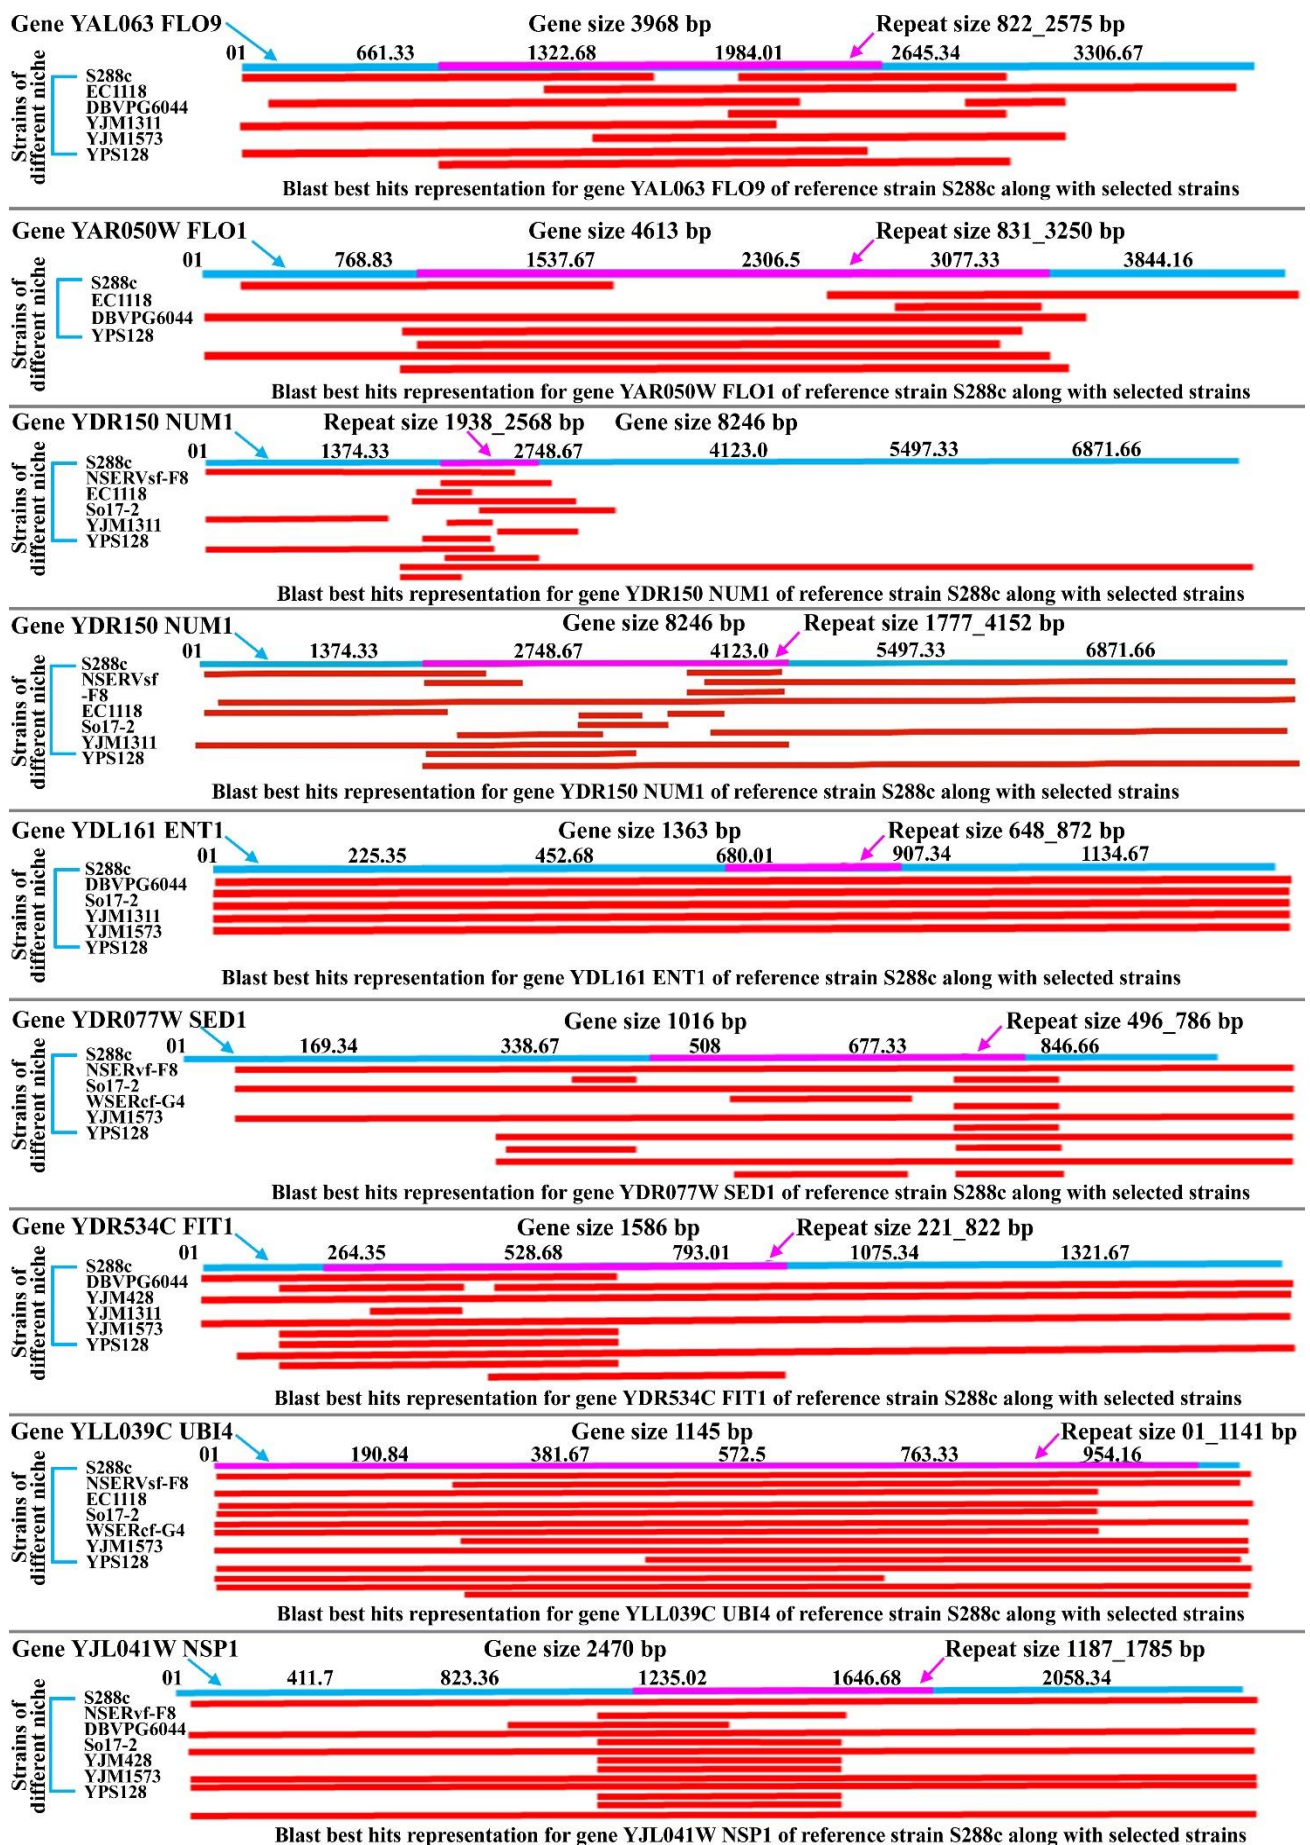 Gene YAL063 FLO9 Gene size 3968 bp Repeat size 822_2575 bp
01 661.33 1322.68 1984.01 2645.34 3306.67
Strains of
different niche
S288c
EC1118
DBVPG6044
YJM1311
YJM1573
YPS128
Blast best hits representation for gene YAL063 FLO9 of reference strain S288c along with selected strains
Gene YAR050W FLO1 Gene size 4613 bp Repeat size 831_3250 bp
01 768.83 1537.67 2306.5 3077.33 3844.16
Strains of
different niche
S288c
EC1118
DBVPG6044
YPS128
Blast best hits representation for gene YAR050W FLO1 of reference strain S288c along with selected strains
Gene YDR150 NUM1 Repeat size 1938_2568 bp Gene size 8246 bp
01 1374.33 2748.67 4123.0 5497.33 6871.66
Strains of
different niche
S288c
NSERVsf-F8
EC1118
So17-2
YJM1311
YPS128
Blast best hits representation for gene YDR150 NUM1 of reference strain S288c along with selected strains
Gene YDR150 NUM1 Gene size 8246 bp Repeat size 1777_4152 bp
01 1374.33 2748.67 4123.0 5497.33 6871.66
Strains of
different niche
S288c
NSERVsf
-F8
EC1118
So17-2
YJM1311
YPS128
Blast best hits representation for gene YDR150 NUM1 of reference strain S288c along with selected strains
Gene YDL161 ENT1 Gene size 1363 bp Repeat size 648_872 bp
01 225.35 452.68 680.01 907.34 1134.67
Strains of
different niche
S288c
DBVPG6044
So17-2
YJM1311
YJM1573
YPS128
Blast best hits representation for gene YDL161 ENT1 of reference strain S288c along with selected strains
Gene YDR077W SED1 Gene size 1016 bp Repeat size 496_786 bp
01 169.34 338.67 508 677.33 846.66
Strains of
different niche
S288c
NSERvf-F8
So17-2
WSERcf-G4
YJM1573
YPS128
Blast best hits representation for gene YDR077W SED1 of reference strain S288c along with selected strains
Gene YDR534C FIT1 Gene size 1586 bp Repeat size 221_822 bp
01 264.35 528.68 793.01 1075.34 1321.67
Strains of
different niche
S288c
DBVPG6044
YJM428
YJM1311
YJM1573
YPS128
Blast best hits representation for gene YDR534C FIT1 of reference strain S288c along with selected strains
Gene YLL039C UBI4 Gene size 1145 bp Repeat size 01_1141 bp
01 190.84 381.67 572.5 763.33 954.16
Strains of
different niche
S288c
NSERVsf-F8
EC1118
So17-2
WSERcf-G4
YJM1573
YPS128
Blast best hits representation for gene YLL039C UBI4 of reference strain S288c along with selected strains
Gene YJL041W NSP1 Gene size 2470 bp Repeat size 1187_1785 bp
01 411.7 823.36 1235.02 1646.68 2058.34
Strains of
different niche
S288c
NSERvf-F8
DBVPG6044
So17-2
YJM428
YJM1573
YPS128
Blast best hits representation for gene YJL041W NSP1 of reference strain S288c along with selected strains